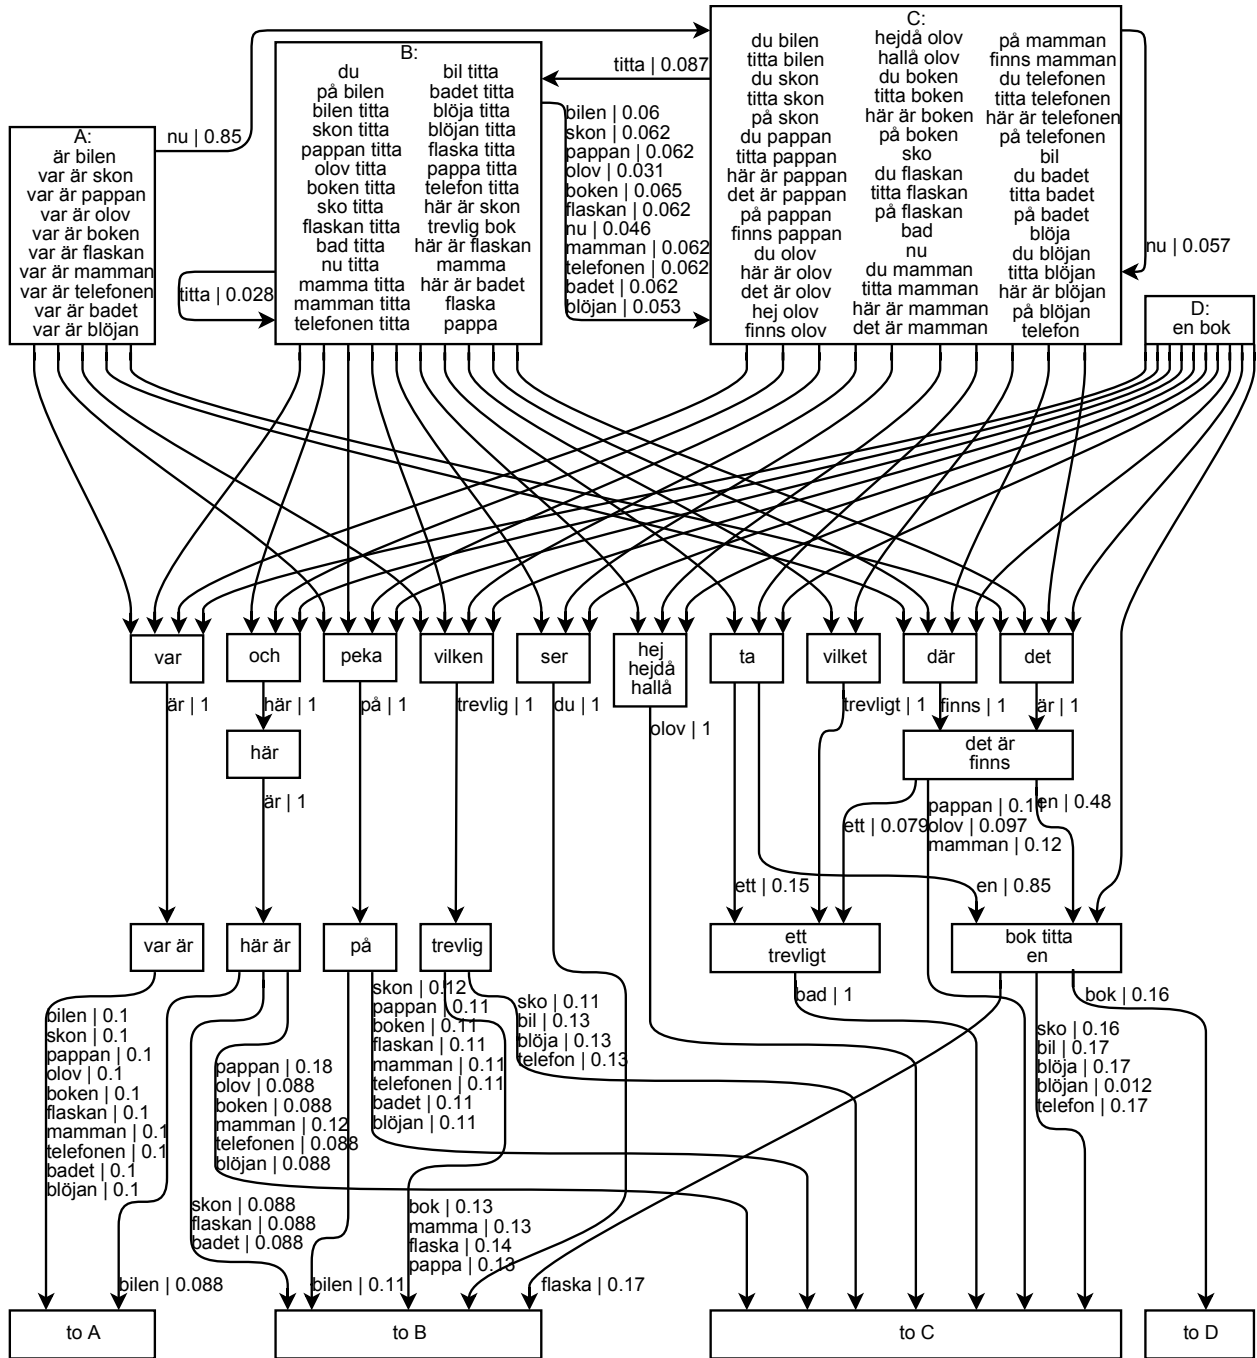 A:
är bilen
var är skon
var är pappan
var är olov
var är boken
var är flaskan
var är mamman
var är telefonen
var är badet
var är blöjan
nu | 0.85
B:
du
på bilen
bilen titta
skon titta
pappan titta
olov titta
boken titta
sko titta
flaskan titta
bad titta
nu titta
mamma titta
mamman titta
telefonen titta
bil titta
badet titta
blöja titta
blöjan titta
flaska titta
pappa titta
telefon titta
här är skon
trevlig bok
här är flaskan
mamma
här är badet
flaska
pappa
titta | 0.028
titta | 0.087
bilen | 0.06
skon | 0.062
pappan | 0.062
olov | 0.031
boken | 0.065
flaskan | 0.062
nu | 0.046
mamman | 0.062
telefonen | 0.062
badet | 0.062
blöjan | 0.053
C:
du bilen
titta bilen
du skon
titta skon
på skon
du pappan
titta pappan
här är pappan
det är pappan
på pappan
finns pappan
du olov
här är olov
det är olov
hej olov
finns olov
hejdå olov
hallå olov
du boken
titta boken
här är boken
på boken
sko
du flaskan
titta flaskan
på flaskan
bad
nu
du mamman
titta mamman
här är mamman
det är mamman
på mamman
finns mamman
du telefonen
titta telefonen
här är telefonen
på telefonen
bil
du badet
titta badet
på badet
blöja
du blöjan
titta blöjan
här är blöjan
på blöjan
telefon
nu | 0.057
D:
en bok
var
och
peka
vilken
ser
hej
hejdå
hallå
ta
vilket
där
det
är | 1
här | 1
på | 1
trevlig | 1
du | 1
olov | 1
trevligt | 1
finns | 1
är | 1
här
det är
finns
är | 1
ett | 0.079
pappan | 0.11
olov | 0.097
mamman | 0.12
en | 0.48
ett | 0.15
en | 0.85
var är
här är
på
trevlig
ett
trevligt
bok titta
en
bilen | 0.1
skon | 0.1
pappan | 0.1
olov | 0.1
boken | 0.1
flaskan | 0.1
mamman | 0.1
telefonen | 0.1
badet | 0.1
blöjan | 0.1
pappan | 0.18
olov | 0.088
boken | 0.088
mamman | 0.12
telefonen | 0.088
blöjan | 0.088
skon | 0.12
pappan | 0.11
boken | 0.11
flaskan | 0.11
mamman | 0.11
telefonen | 0.11
badet | 0.11
blöjan | 0.11
sko | 0.11
bil | 0.13
blöja | 0.13
telefon | 0.13
bad | 1
sko | 0.16
bil | 0.17
blöja | 0.17
blöjan | 0.012
telefon | 0.17
bok | 0.16
skon | 0.088
flaskan | 0.088
badet | 0.088
bok | 0.13
mamma | 0.13
flaska | 0.14
pappa | 0.13
bilen | 0.088
bilen | 0.11
flaska | 0.17
to A
to B
to C
to D